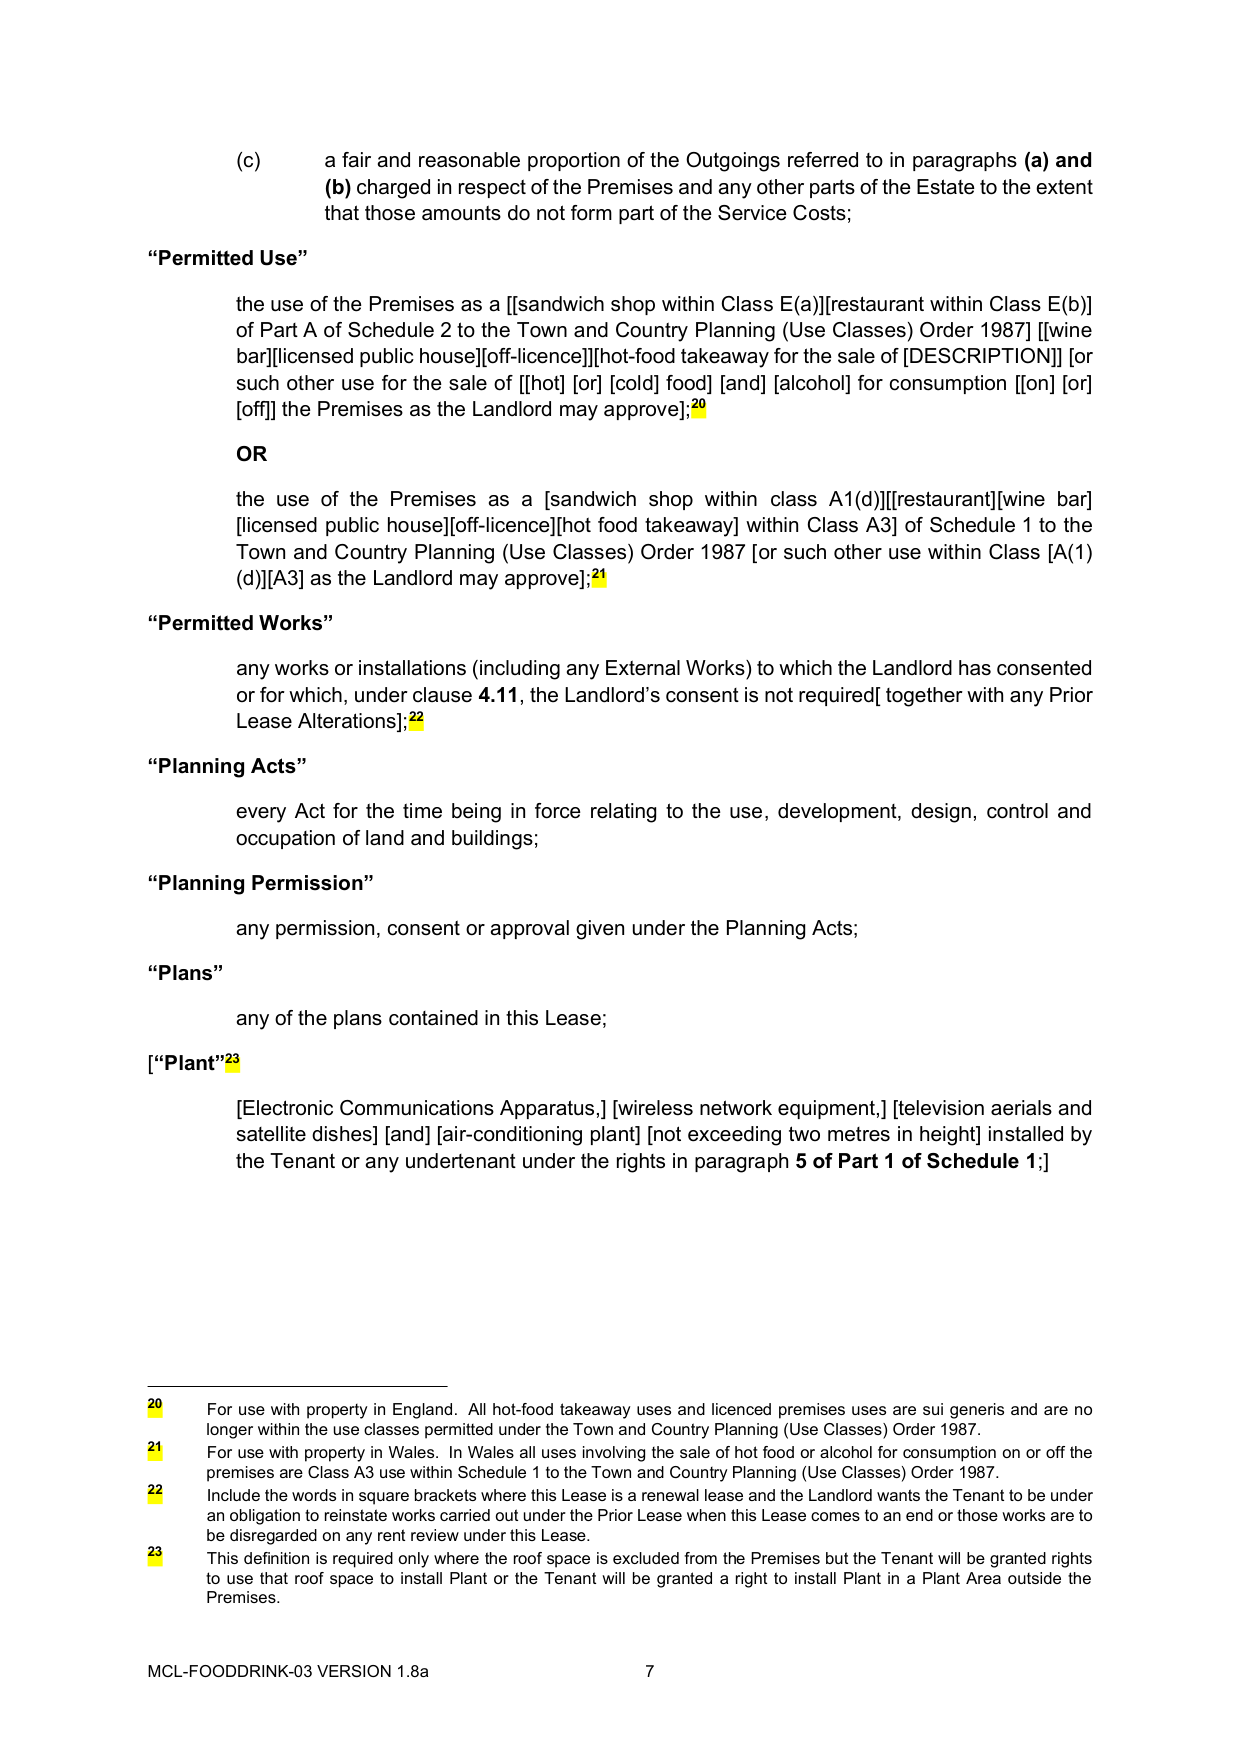 (c) a fair and reasonable proportion of the Outgoings referred to in paragraphs (a) and
(b) charged in respect of the Premises and any other parts of the Estate to the extent
that those amounts do not form part of the Service Costs;
“Permitted Use”
the use of the Premises as a [[sandwich shop within Class E(a)][restaurant within Class E(b)]
of Part A of Schedule 2 to the Town and Country Planning (Use Classes) Order 1987] [[wine
bar][licensed public house][off-licence]][hot-food takeaway for the sale of [DESCRIPTION]] [or
such other use for the sale of [[hot] [or] [cold] food] [and] [alcohol] for consumption [[on] [or]
[off]] the Premises as the Landlord may approve];20
OR
the use of the Premises as a [sandwich shop within class A1(d)][[restaurant][wine bar]
[licensed public house][off-licence][hot food takeaway] within Class A3] of Schedule 1 to the
Town and Country Planning (Use Classes) Order 1987 [or such other use within Class [A(1)
(d)][A3] as the Landlord may approve];21
“Permitted Works”
any works or installations (including any External Works) to which the Landlord has consented
or for which, under clause 4.11, the Landlord’s consent is not required[ together with any Prior
Lease Alterations];22
“Planning Acts”
every Act for the time being in force relating to the use, development, design, control and
occupation of land and buildings;
“Planning Permission”
any permission, consent or approval given under the Planning Acts;
“Plans”
any of the plans contained in this Lease;
[“Plant”23
[Electronic Communications Apparatus,] [wireless network equipment,] [television aerials and
satellite dishes] [and] [air-conditioning plant] [not exceeding two metres in height] installed by
the Tenant or any undertenant under the rights in paragraph 5 of Part 1 of Schedule 1;]
20 For use with property in England. All hot-food takeaway uses and licenced premises uses are sui generis and are no
longer within the use classes permitted under the Town and Country Planning (Use Classes) Order 1987.
21 For use with property in Wales. In Wales all uses involving the sale of hot food or alcohol for consumption on or off the
premises are Class A3 use within Schedule 1 to the Town and Country Planning (Use Classes) Order 1987.
22 Include the words in square brackets where this Lease is a renewal lease and the Landlord wants the Tenant to be under
an obligation to reinstate works carried out under the Prior Lease when this Lease comes to an end or those works are to
be disregarded on any rent review under this Lease.
23 This definition is required only where the roof space is excluded from the Premises but the Tenant will be granted rights
to use that roof space to install Plant or the Tenant will be granted a right to install Plant in a Plant Area outside the
Premises.
MCL-FOODDRINK-03 VERSION 1.8a 7